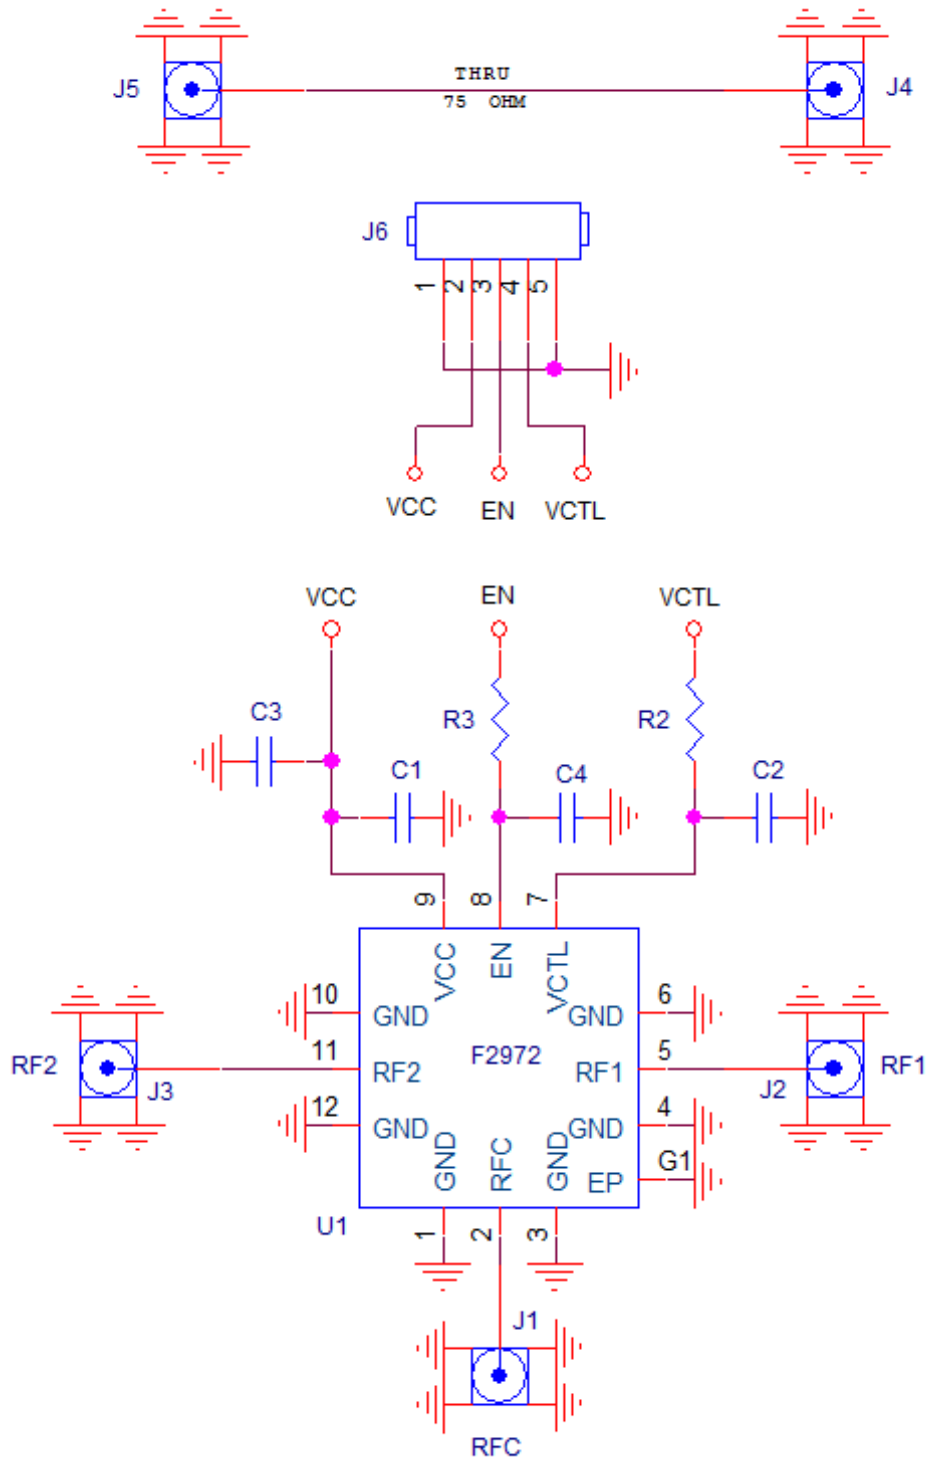 THRU
J5 J4
75 OHM
J6
1 2 3 4 5
VCC EN VCTL
VCC EN VCTL
C3 R3 R2
C1 C4 C2
9 8 7
VCC EN VCTL
10 6
GND GND
F2972
RF2 11 5 RF1
RF2 RF1
J3 J2
12 4
GND GND
GND RFC GND
G1
EP
U1
1 2 3
J1
RFC